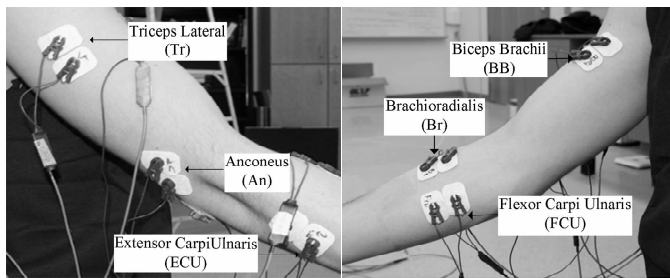 Triceps Lateral
(Tr)
Anconeus
(An)
Extensor CarpiUlnaris
(ECU)
Biceps Brachii
(BB)
Brachioradialis
(Br)
Flexor Carpi Ulnaris
(FCU)